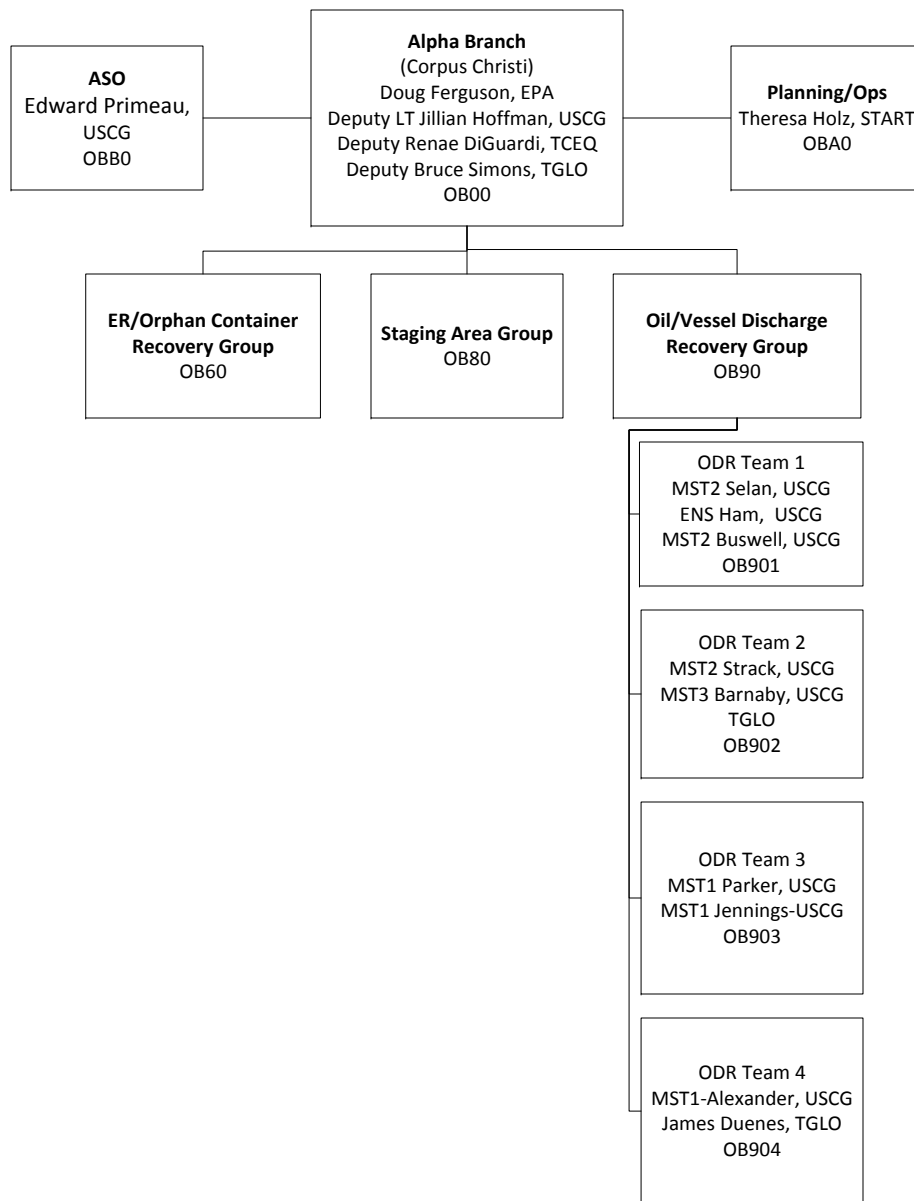 ASO
Edward Primeau,
USCG
OBB0
Alpha Branch
(Corpus Christi)
Doug Ferguson, EPA
Deputy LT Jillian Hoffman, USCG
Deputy Renae DiGuardi, TCEQ
Deputy Bruce Simons, TGLO
OB00
Planning/Ops
Theresa Holz, START
OBA0
ER/Orphan Container
Recovery Group
OB60
Staging Area Group
OB80
Oil/Vessel Discharge
Recovery Group
OB90
ODR Team 1
MST2 Selan, USCG
ENS Ham,  USCG
MST2 Buswell, USCG
OB901
ODR Team 2
MST2 Strack, USCG
MST3 Barnaby, USCG
TGLO
OB902
ODR Team 3
MST1 Parker, USCG
MST1 Jennings-USCG
OB903
ODR Team 4
MST1-Alexander, USCG
James Duenes, TGLO
OB904